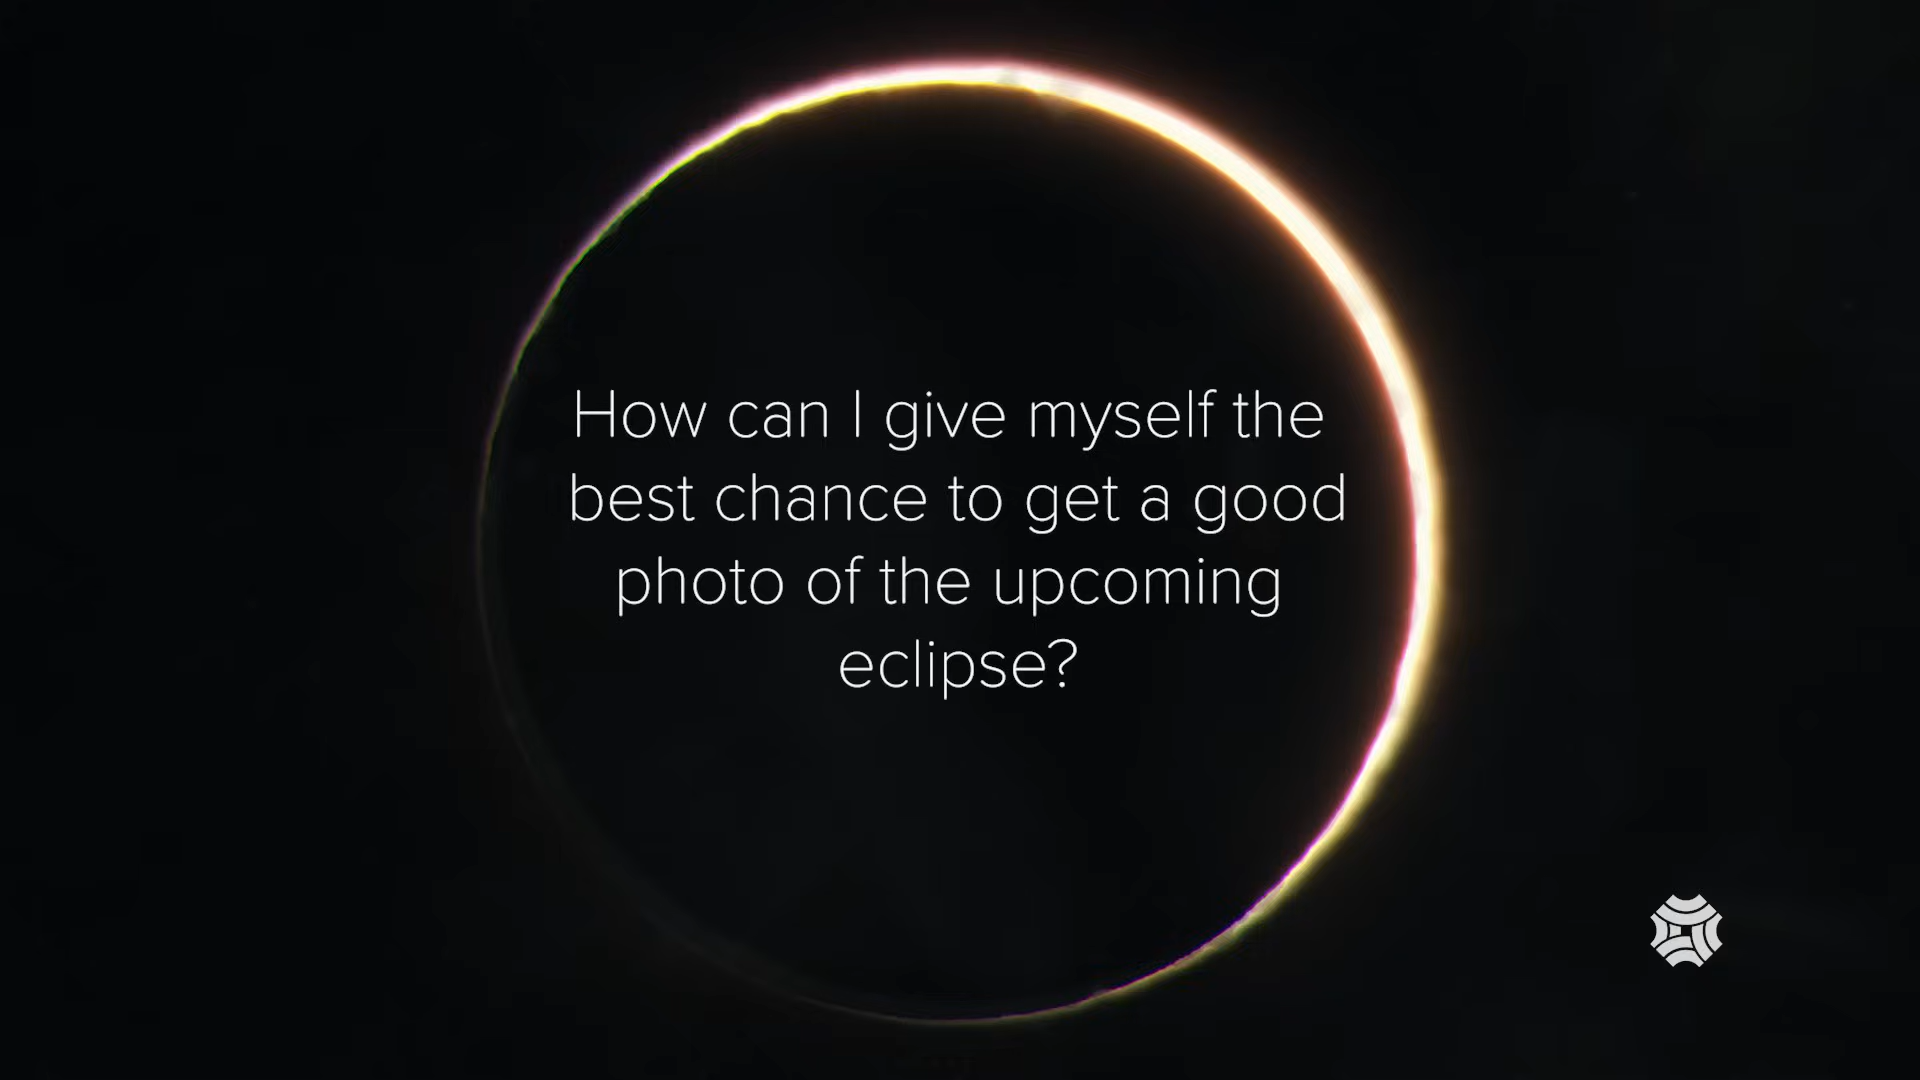 How can I give myself the
best chance to get a good
photo of the upcoming
eclipse?